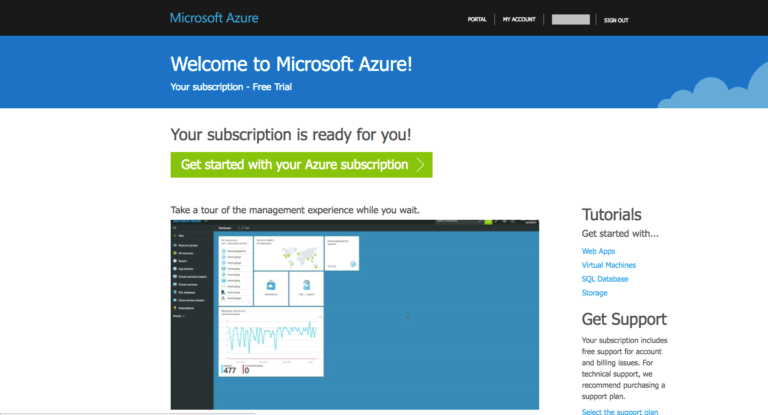 Microsoft Azure
PORTAL
MY ACCOUNT
SIGN OUT
Welcome to Microsoft Azure!
Your subscription - Free Trial
Your subscription is ready for you!
Get started with your Azure subscription
Take a tour of the management experience while you wait.
477
0
Tutorials
Get started with...
Web Apps
Virtual Machines
SQL Database
Storage
Get Support
Your subscription includes
free support for account
and billing issues. For
technical support, we
recommend purchasing a
support plan.
Select the support plan